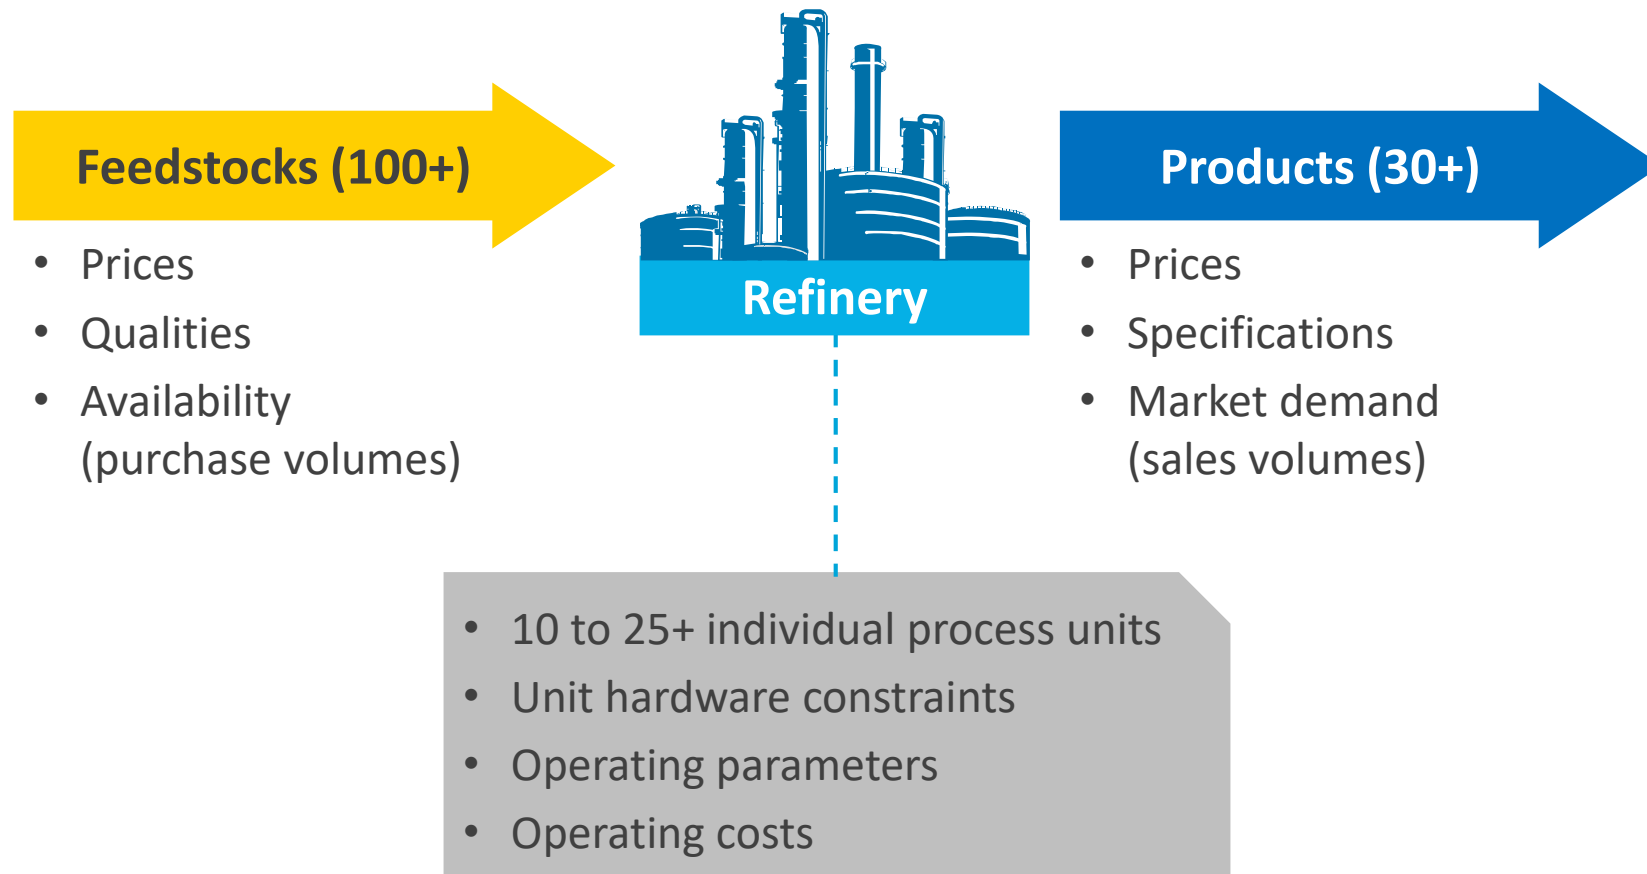 Feedstocks (100+)
• Prices
• Qualities
• Availability
(purchase volumes)
Refinery
Products (30+)
• Prices
• Specifications
• Market demand
(sales volumes)
• 10 to 25+ individual process units
• Unit hardware constraints
• Operating parameters
• Operating costs